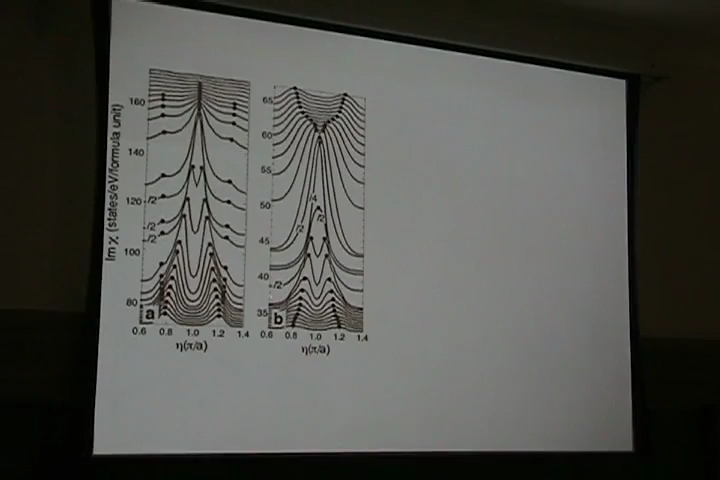 Im χ (states/eV/formula unit)
160
140
120
100
80
/2
/2
/2
a
0.6 0.8 1.0 1.2 1.4
η(π/a)
65
60
55
50
45
40
35
/4
/2
/2
/2
b
0.6 0.8 1.0 1.2 1.4
η(π/a)